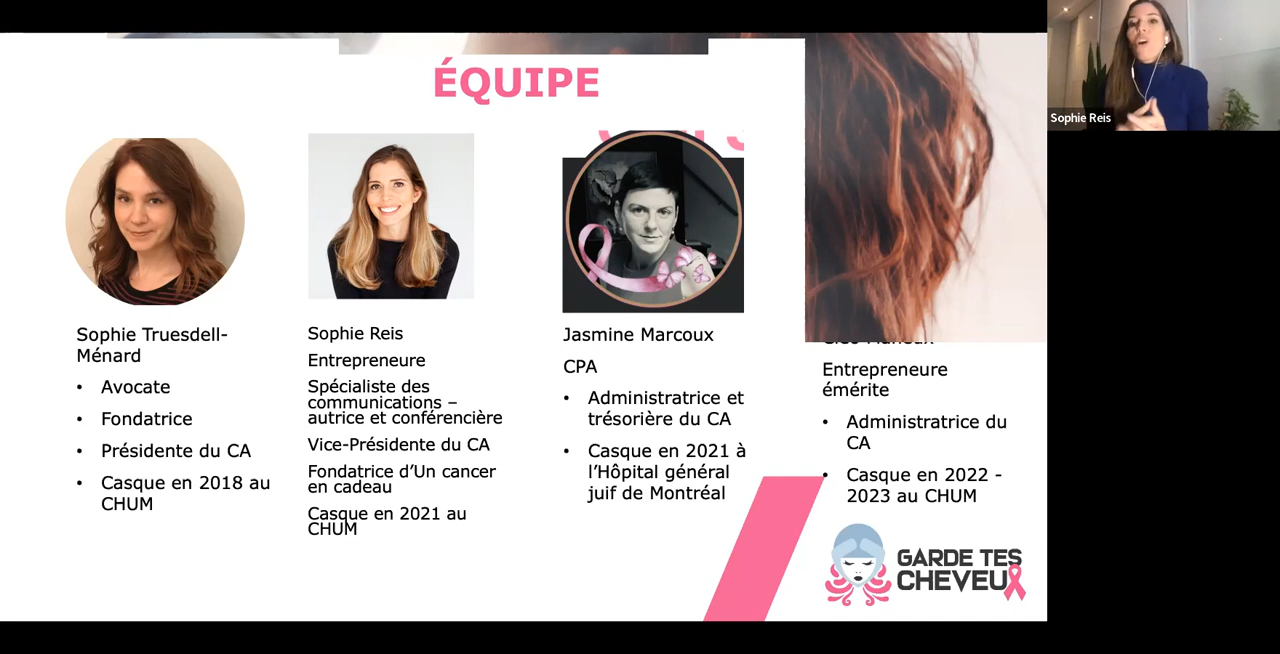 ÉQUIPE
Sophie Reis
Sophie Truesdell-
Ménard
• Avocate
• Fondatrice
• Présidente du CA
• Casque en 2018 au
CHUM
Sophie Reis
Entrepreneure
Spécialiste des
communications –
autrice et conférencière
Vice-Présidente du CA
Fondatrice d’Un cancer
en cadeau
Casque en 2021 au
CHUM
Jasmine Marcoux
CPA
• Administratrice et
trésorière du CA
• Casque en 2021 à
l’Hôpital général
juif de Montréal
Entrepreneure
émérite
• Administratrice du
CA
• Casque en 2022 -
2023 au CHUM
GARDE TES
CHEVEUX